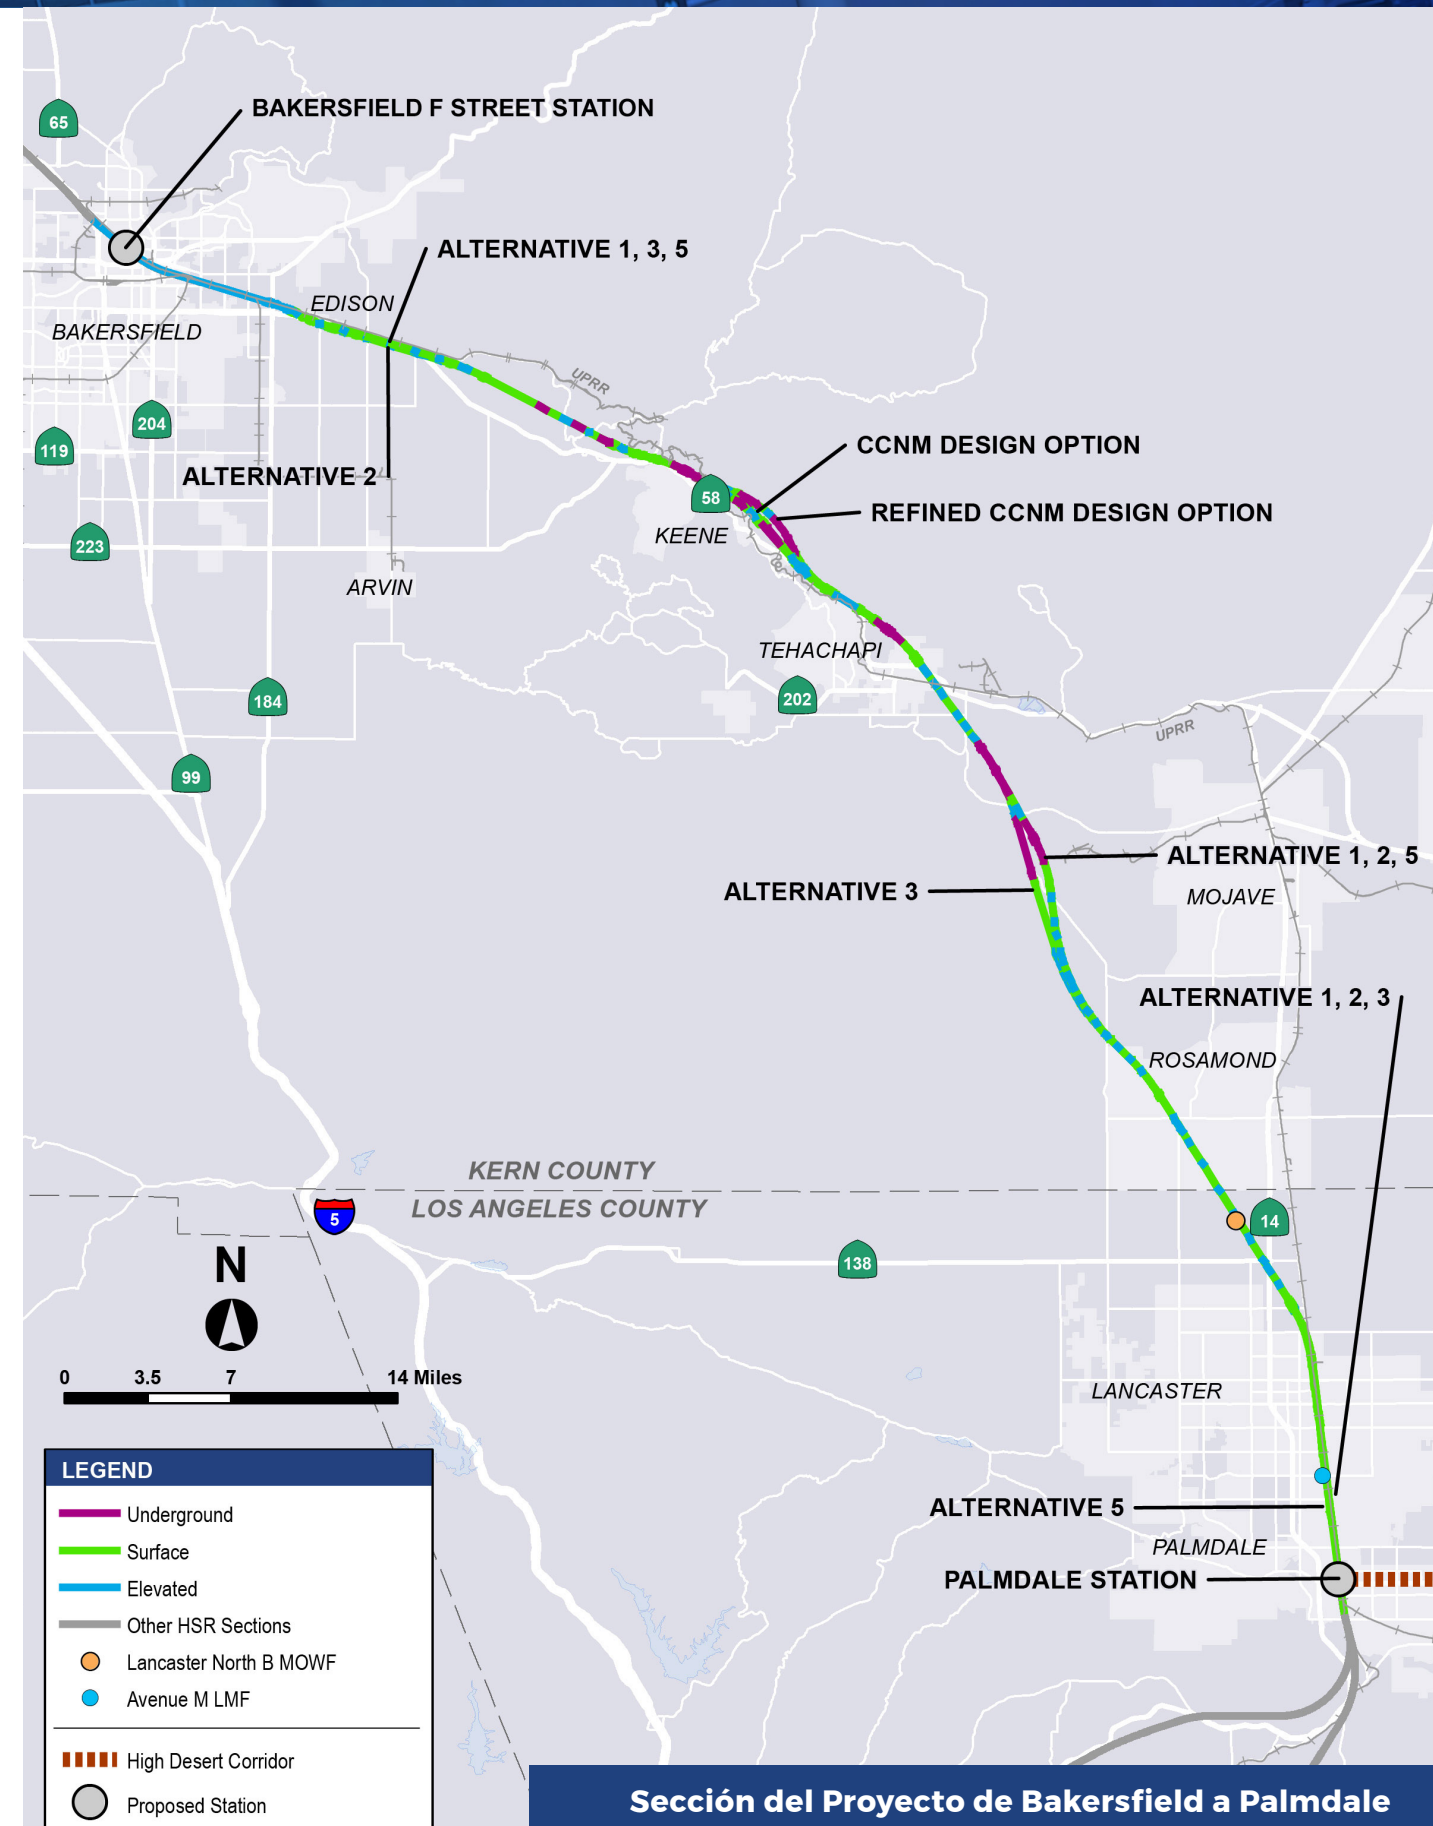 65
BAKERSFIELD F STREET STATION
ALTERNATIVE 1, 3, 5
EDISON
BAKERSFIELD
UPRR
204
119
ALTERNATIVE 2
CCNM DESIGN OPTION
58
REFINED CCNM DESIGN OPTION
223
KEENE
ARVIN
TEHACHAPI
184
202
UPRR
99
ALTERNATIVE 1, 2, 5
ALTERNATIVE 3
MOJAVE
ALTERNATIVE 1, 2, 3
ROSAMOND
KERN COUNTY
LOS ANGELES COUNTY
5
14
138
N
0 3.5 7 14 Miles
LANCASTER
ALTERNATIVE 5
PALMDALE
PALMDALE STATION
LEGEND
Underground
Surface
Elevated
Other HSR Sections
Lancaster North B MOWF
Avenue M LMF
High Desert Corridor
Proposed Station
Sección del Proyecto de Bakersfield a Palmdale